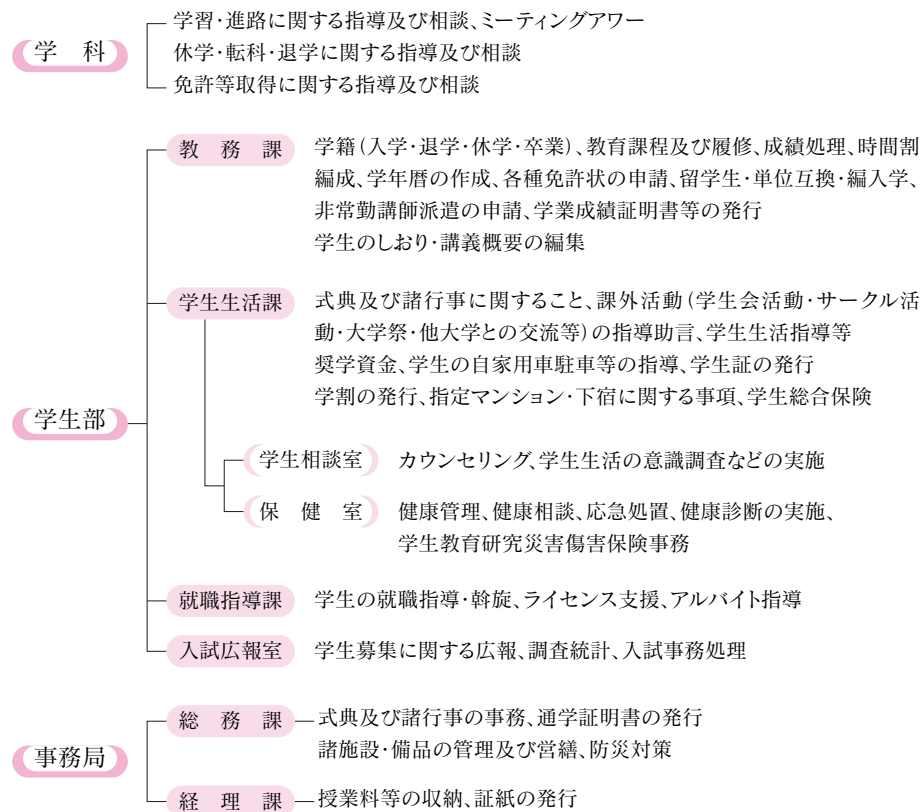 学科
学習・進路に関する指導及び相談、ミーティングアワー
休学・転科・退学に関する指導及び相談
免許等取得に関する指導及び相談
学生部
教務課
学籍(入学・退学・休学・卒業)、教育課程及び履修、成績処理、時間割
編成、学年暦の作成、各種免許状の申請、留学生・単位互換・編入学、
非常勤講師派遣の申請、学業成績証明書等の発行
学生のしおり・講義概要の編集
学生生活課
式典及び諸行事に関すること、課外活動(学生会活動・サークル活
動・大学祭・他大学との交流等)の指導助言、学生生活指導等
奨学資金、学生の自家用車駐車等の指導、学生証の発行
学割の発行、指定マンション・下宿に関する事項、学生総合保険
学生相談室
カウンセリング、学生生活の意識調査などの実施
保健室
健康管理、健康相談、応急処置、健康診断の実施、
学生教育研究災害傷害保険事務
就職指導課
学生の就職指導・斡旋、ライセンス支援、アルバイト指導
入試広報室
学生募集に関する広報、調査統計、入試事務処理
事務局
総務課
式典及び諸行事の事務、通学証明書の発行
諸施設・備品の管理及び営繕、防災対策
経理課
授業料等の収納、証紙の発行